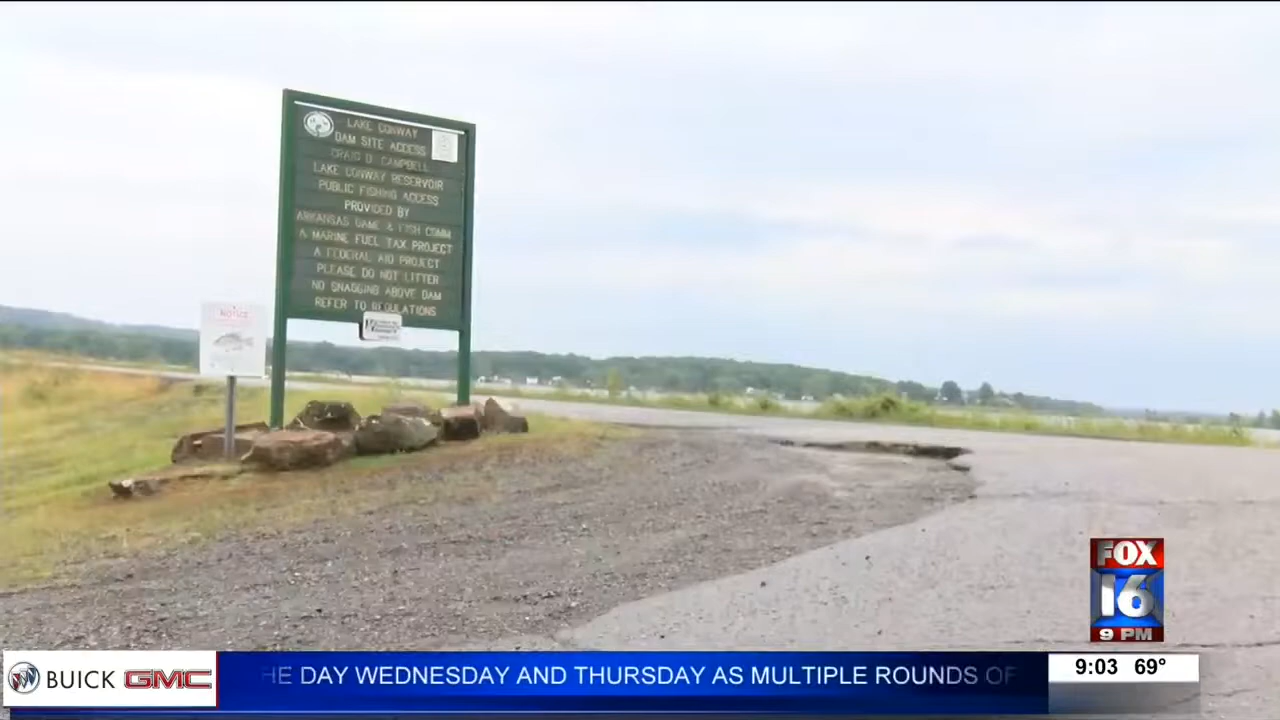 LAKE CONWAY
DAM SITE ACCESS
CRAIG D. CAMPBELL
LAKE CONWAY RESERVOIR
PUBLIC FISHING ACCESS
PROVIDED BY
ARKANSAS GAME & FISH COMM.
A MARINE FUEL TAX PROJECT
A FEDERAL AID PROJECT
PLEASE DO NOT LITTER
NO SNAGGING ABOVE DAM
REFER TO REGULATIONS
NOTICE
FOX
16
9 PM
BUICK GMC
HE DAY WEDNESDAY AND THURSDAY AS MULTIPLE ROUNDS OF
9:03 69°